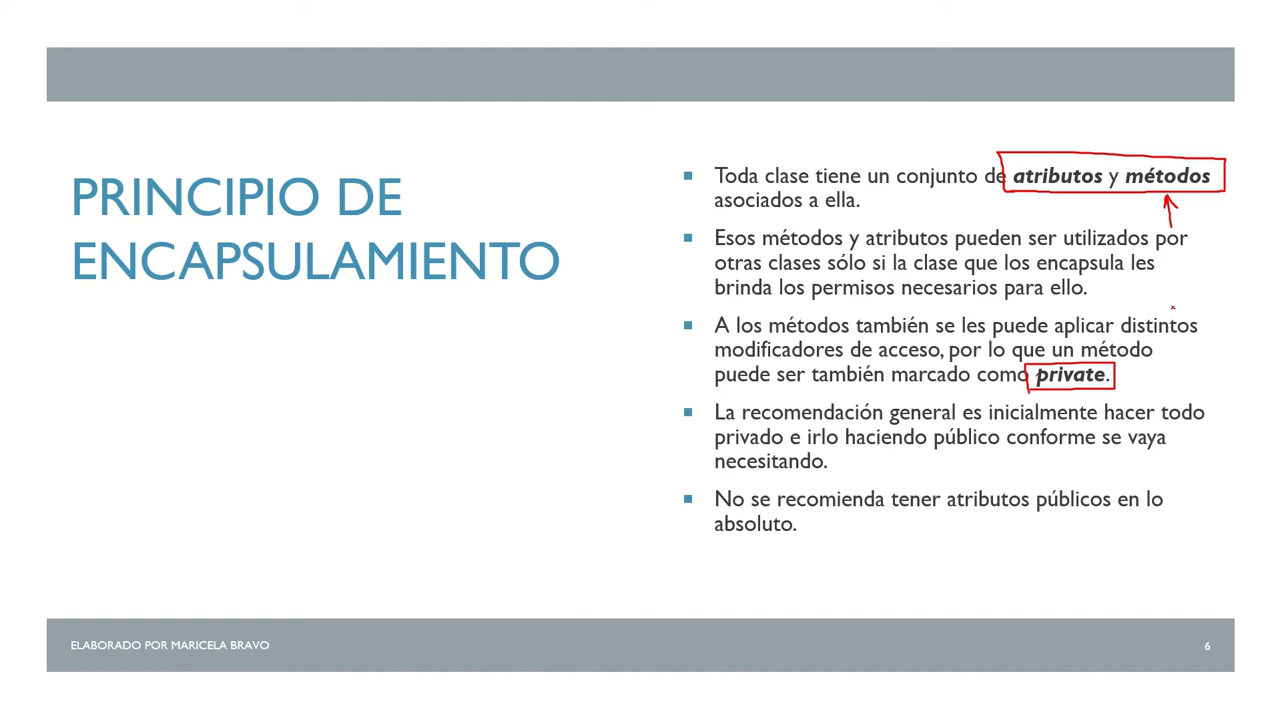 PRINCIPIO DE
ENCAPSULAMIENTO
Toda clase tiene un conjunto de atributos y métodos
asociados a ella.
Esos métodos y atributos pueden ser utilizados por
otras clases sólo si la clase que los encapsula les
brinda los permisos necesarios para ello.
A los métodos también se les puede aplicar distintos
modificadores de acceso, por lo que un método
puede ser también marcado como private.
La recomendación general es inicialmente hacer todo
privado e irlo haciendo público conforme se vaya
necesitando.
No se recomienda tener atributos públicos en lo
absoluto.
ELABORADO POR MARICELA BRAVO
6